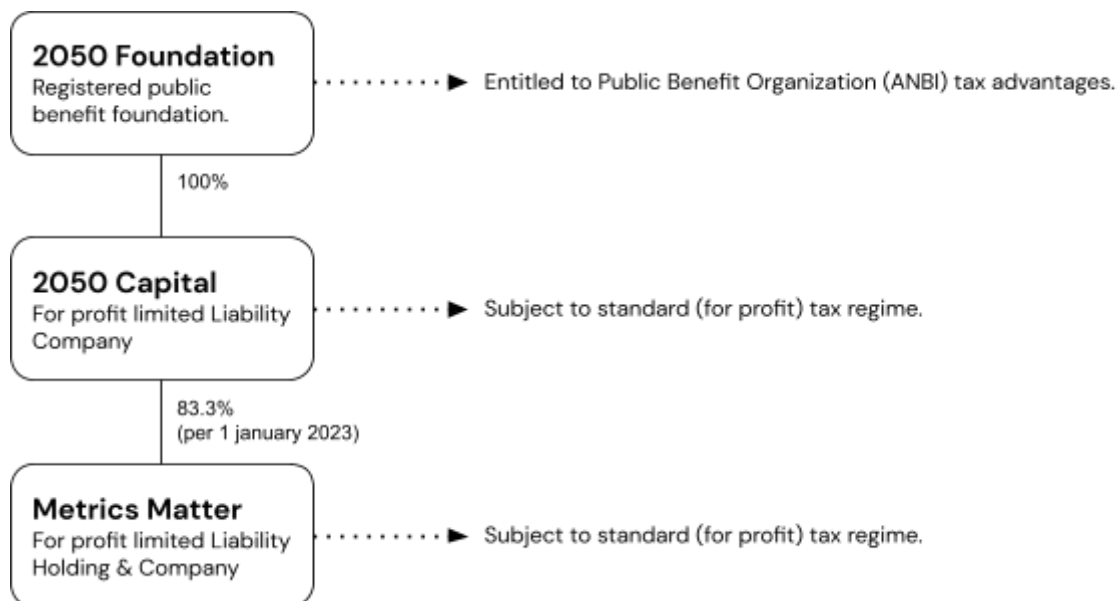 2050 Foundation
Registered public
benefit foundation.
Entitled to Public Benefit Organization (ANBI) tax advantages.
100%
2050 Capital
For profit limited Liability
Company
Subject to standard (for profit) tax regime.
83.3%
(per 1 january 2023)
Metrics Matter
For profit limited Liability
Holding & Company
Subject to standard (for profit) tax regime.